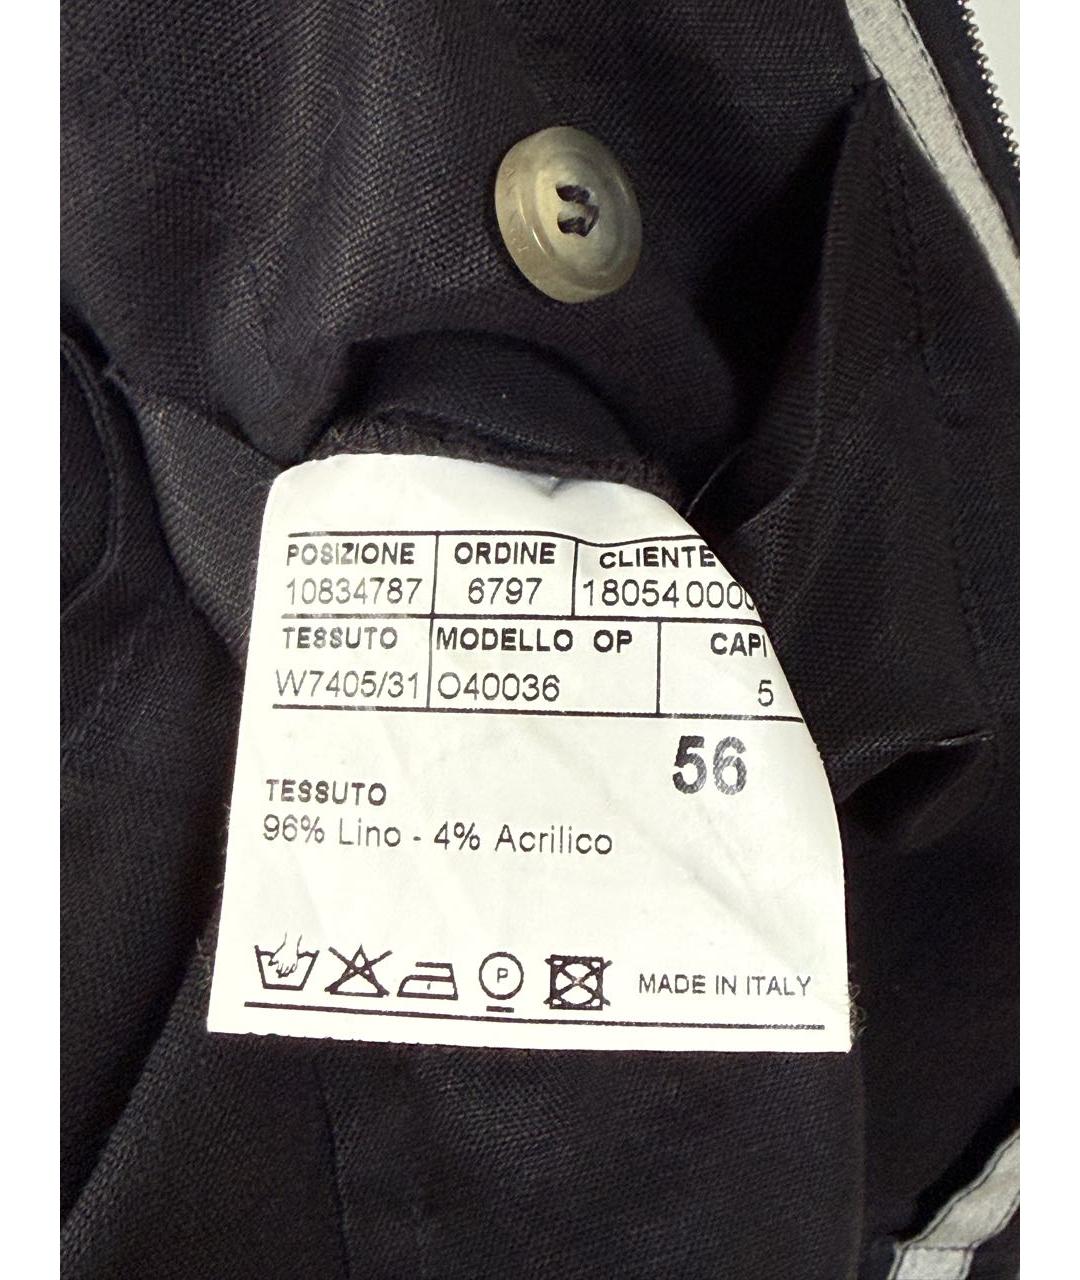 POSIZIONE ORDINE CLIENTE
10834787 6797 180540000
TESSUTO MODELLO OP CAPI
W7405/31 O40036 5
56
TESSUTO
96% Lino - 4% Acrilico
P MADE IN ITALY